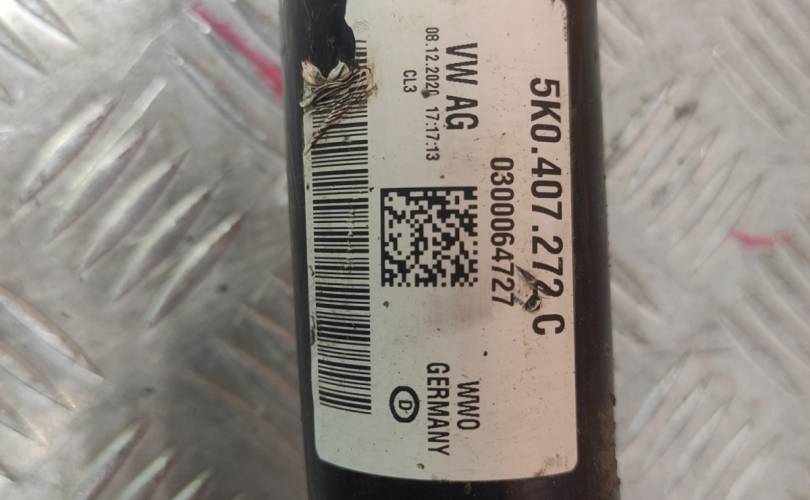 5K0.407.272 C
0300064727
VW AG
08.12.2020 17:17:13
CL3
WWO
GERMANY
D